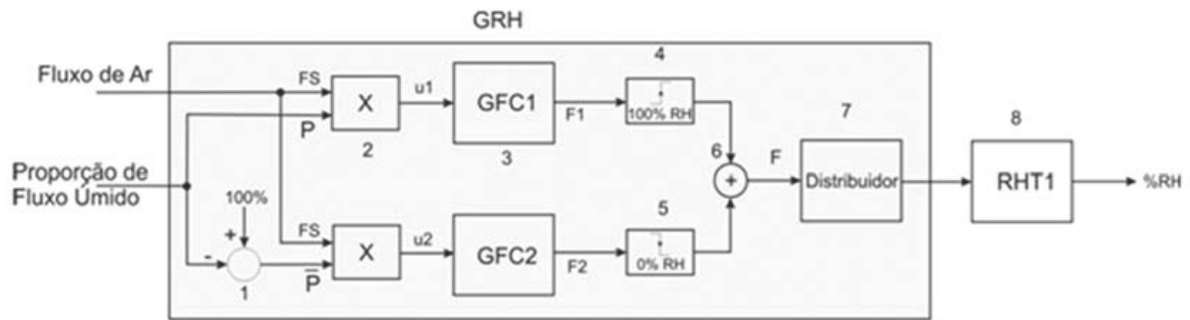 GRH
Fluxo de Ar
FS
X
2
u1
GFC1
3
F1
4
100% RH
P
Proporção de
Fluxo Úmido
100%
+
-
1
FS
P̅
X
u2
GFC2
F2
5
0% RH
6
+
F
7
Distribuidor
8
RHT1
%RH